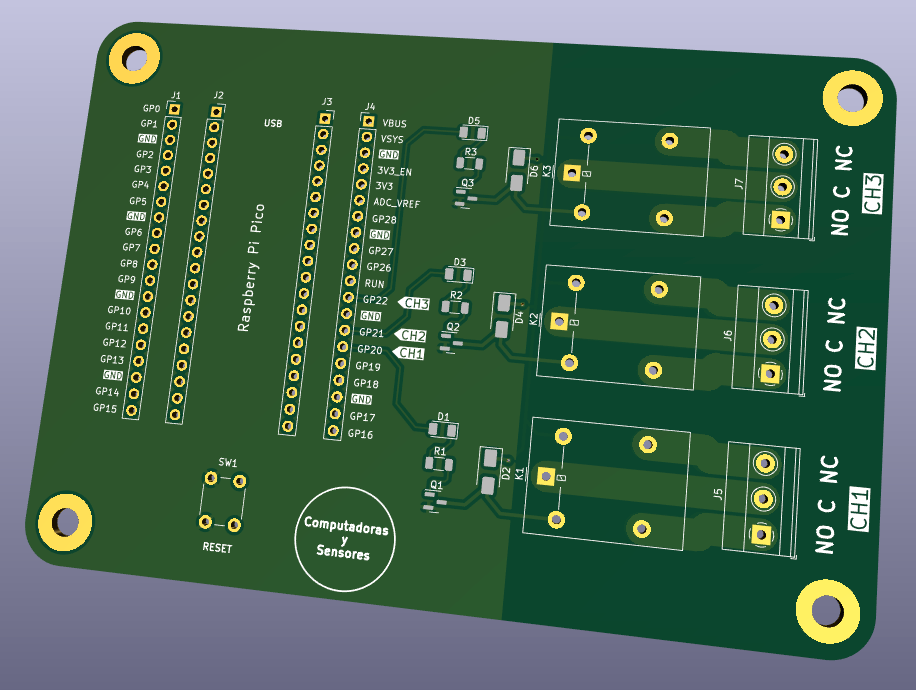 J1
J2
J3
J4
GP0
GP1
GND
GP2
GP3
GP4
GP5
GND
GP6
GP7
GP8
GP9
GND
GP10
GP11
GP12
GP13
GND
GP14
GP15
USB
Raspberry Pi Pico
VBUS
VSYS
GND
3V3_EN
3V3
ADC_VREF
GP28
GND
GP27
GP26
RUN
GP22
CH3
GND
GP21
CH2
GP20
CH1
GP19
GP18
GND
GP17
GP16
D5
R3
Q3
D6
K3
J7
NO C NC
CH3
D3
R2
Q2
D4
K2
J6
NO C NC
CH2
D1
R1
Q1
D2
K1
J5
NO C NC
CH1
SW1
RESET
Computadoras
y
Sensores